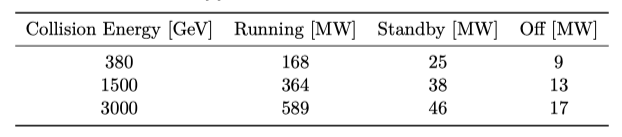 Collision Energy [GeV] Running [MW] Standby [MW] Off [MW]
380 168 25 9
1500 364 38 13
3000 589 46 17